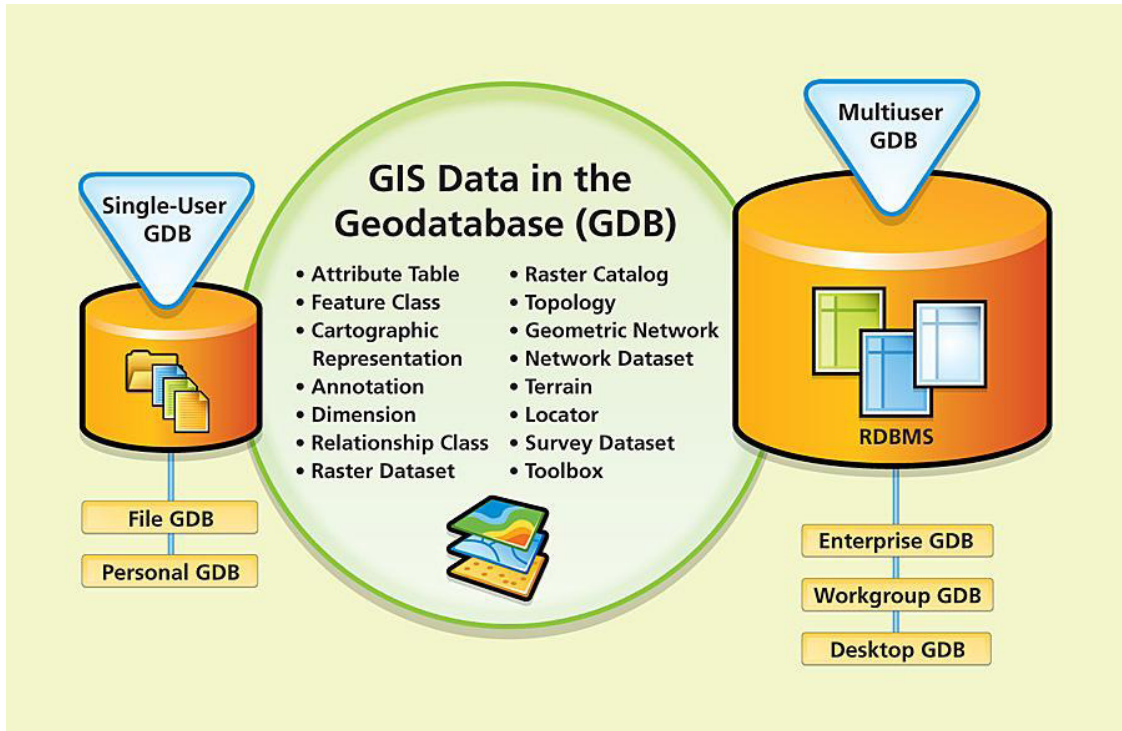 Single-User
GDB
File GDB
Personal GDB
GIS Data in the
Geodatabase (GDB)
• Attribute Table
• Feature Class
• Cartographic
Representation
• Annotation
• Dimension
• Relationship Class
• Raster Dataset
• Raster Catalog
• Topology
• Geometric Network
• Network Dataset
• Terrain
• Locator
• Survey Dataset
• Toolbox
Multiuser
GDB
RDBMS
Enterprise GDB
Workgroup GDB
Desktop GDB